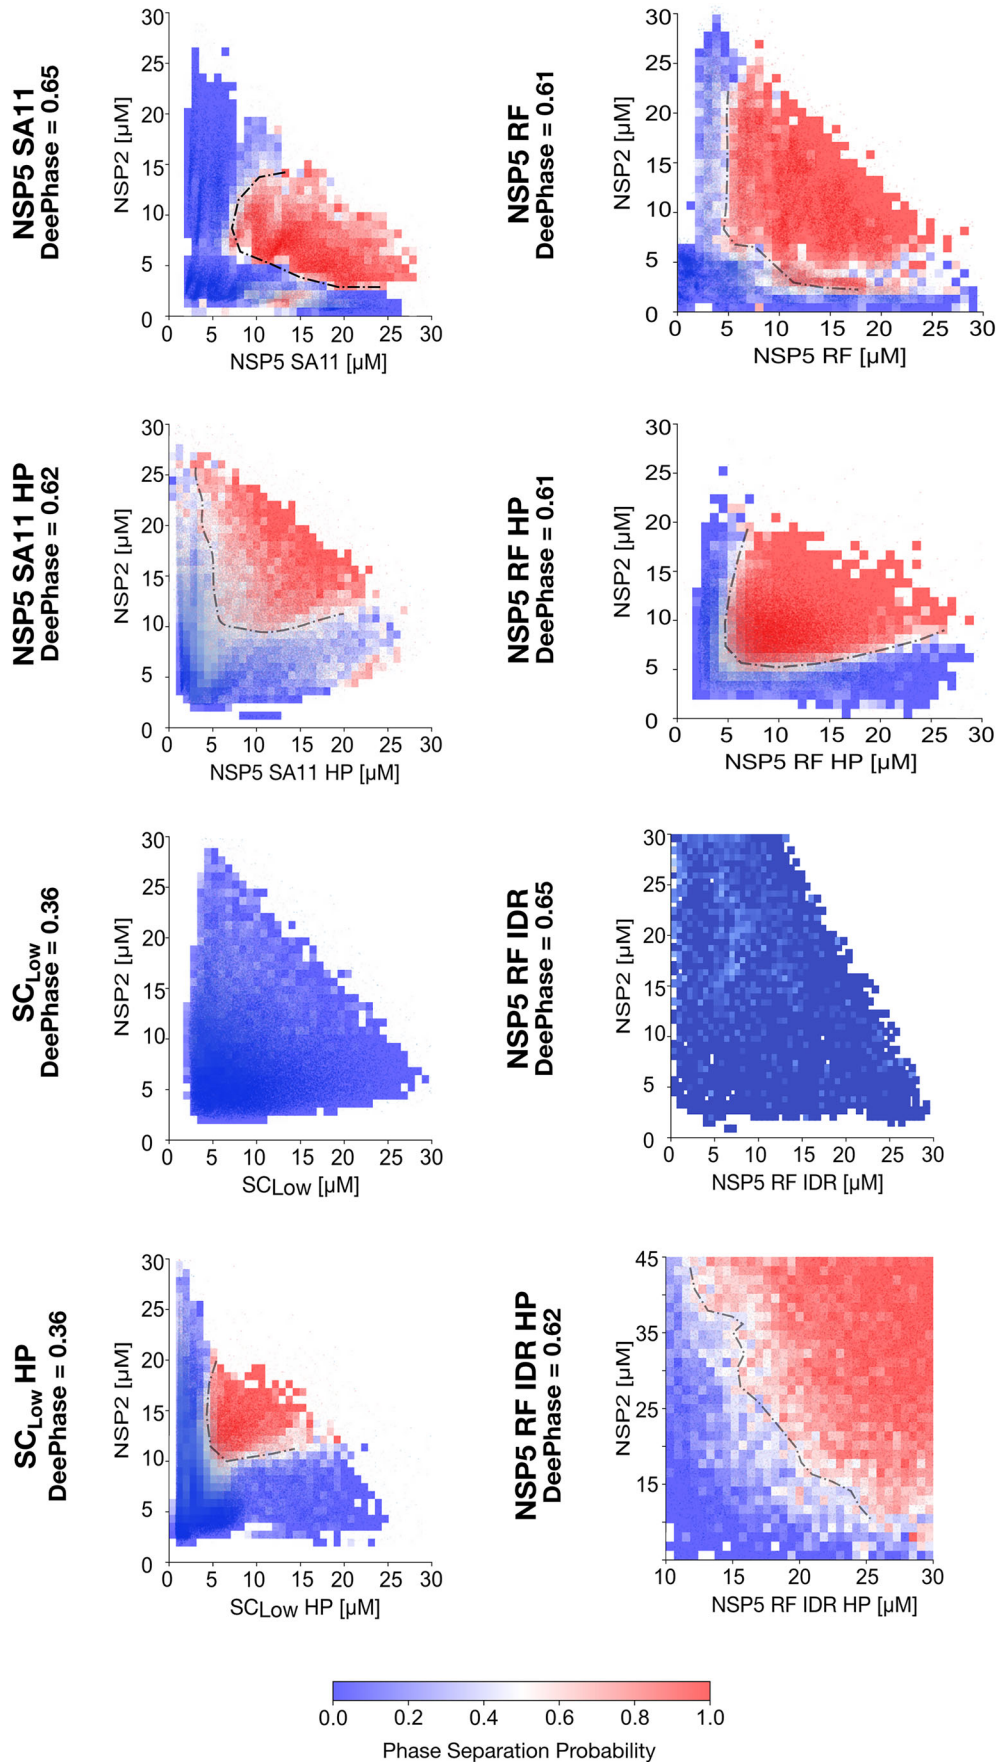 NSP5 SA11
DeePhase = 0.65
NSP2 [µM]
30
25
20
15
10
5
0
0 5 10 15 20 25 30
NSP5 SA11 [µM]
NSP5 RF
DeePhase = 0.61
NSP2 [µM]
30
25
20
15
10
5
0
0 5 10 15 20 25 30
NSP5 RF [µM]
NSP5 SA11 HP
DeePhase = 0.62
NSP2 [µM]
30
25
20
15
10
5
0
0 5 10 15 20 25 30
NSP5 SA11 HP [µM]
NSP5 RF HP
DeePhase = 0.61
NSP2 [µM]
30
25
20
15
10
5
0
0 5 10 15 20 25 30
NSP5 RF HP [µM]
SCLow
DeePhase = 0.36
NSP2 [µM]
30
25
20
15
10
5
0
0 5 10 15 20 25 30
SCLow [µM]
NSP5 RF IDR
DeePhase = 0.65
NSP2 [µM]
30
25
20
15
10
5
0
0 5 10 15 20 25 30
NSP5 RF IDR [µM]
SCLow HP
DeePhase = 0.36
NSP2 [µM]
30
25
20
15
10
5
0
0 5 10 15 20 25 30
SCLow HP [µM]
NSP5 RF IDR HP
DeePhase = 0.62
NSP2 [µM]
45
35
25
15
10 15 20 25 30
NSP5 RF IDR HP [µM]
0.0 0.2 0.4 0.6 0.8 1.0
Phase Separation Probability